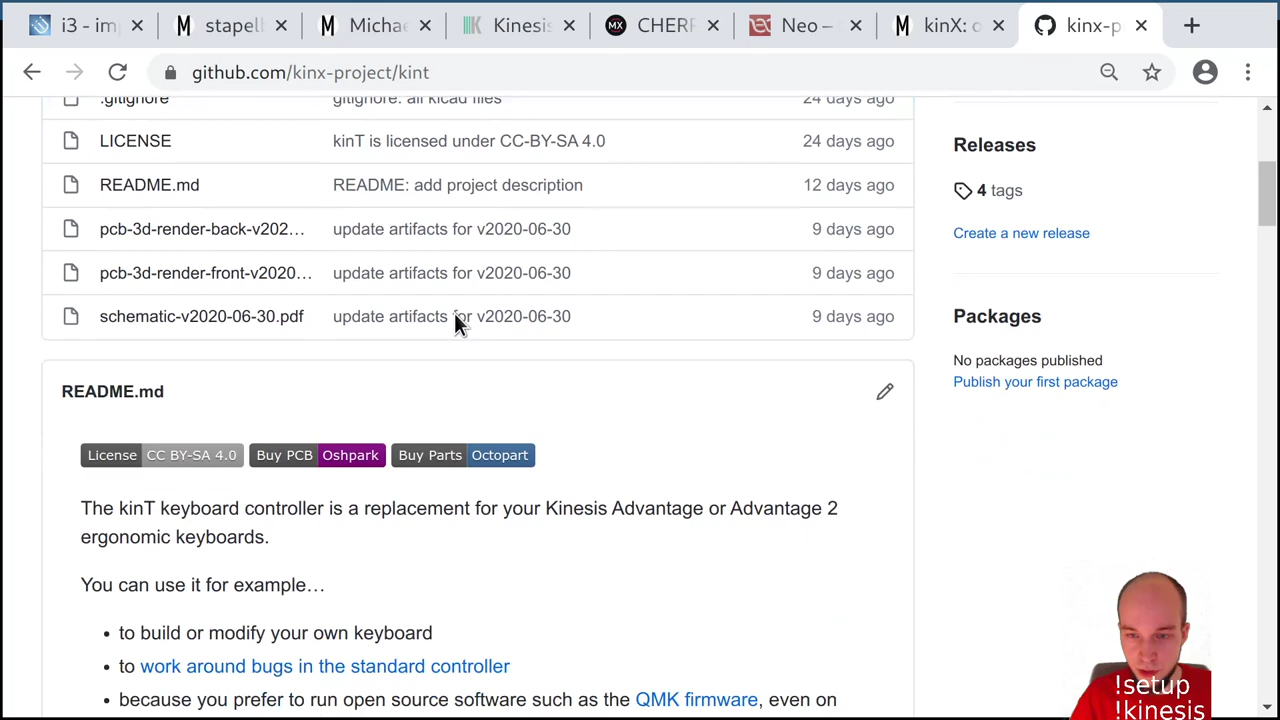 i3 – imp
stapelb
Michae
Kinesis
MX
CHERR
Neo –
kinX: o
kinx-p
github.com/kinx-project/kint
.gitignore
gitignore: all kicad files
24 days ago
LICENSE
kinT is licensed under CC-BY-SA 4.0
24 days ago
README.md
README: add project description
12 days ago
pcb-3d-render-back-v202…
update artifacts for v2020-06-30
9 days ago
pcb-3d-render-front-v2020…
update artifacts for v2020-06-30
9 days ago
schematic-v2020-06-30.pdf
update artifacts for v2020-06-30
9 days ago
Releases
4 tags
Create a new release
Packages
No packages published
Publish your first package
README.md
License CC BY-SA 4.0 Buy PCB Oshpark Buy Parts Octopart
The kinT keyboard controller is a replacement for your Kinesis Advantage or Advantage 2
ergonomic keyboards.
You can use it for example…
• to build or modify your own keyboard
• to work around bugs in the standard controller
• because you prefer to run open source software such as the QMK firmware, even on
!setup
!kinesis